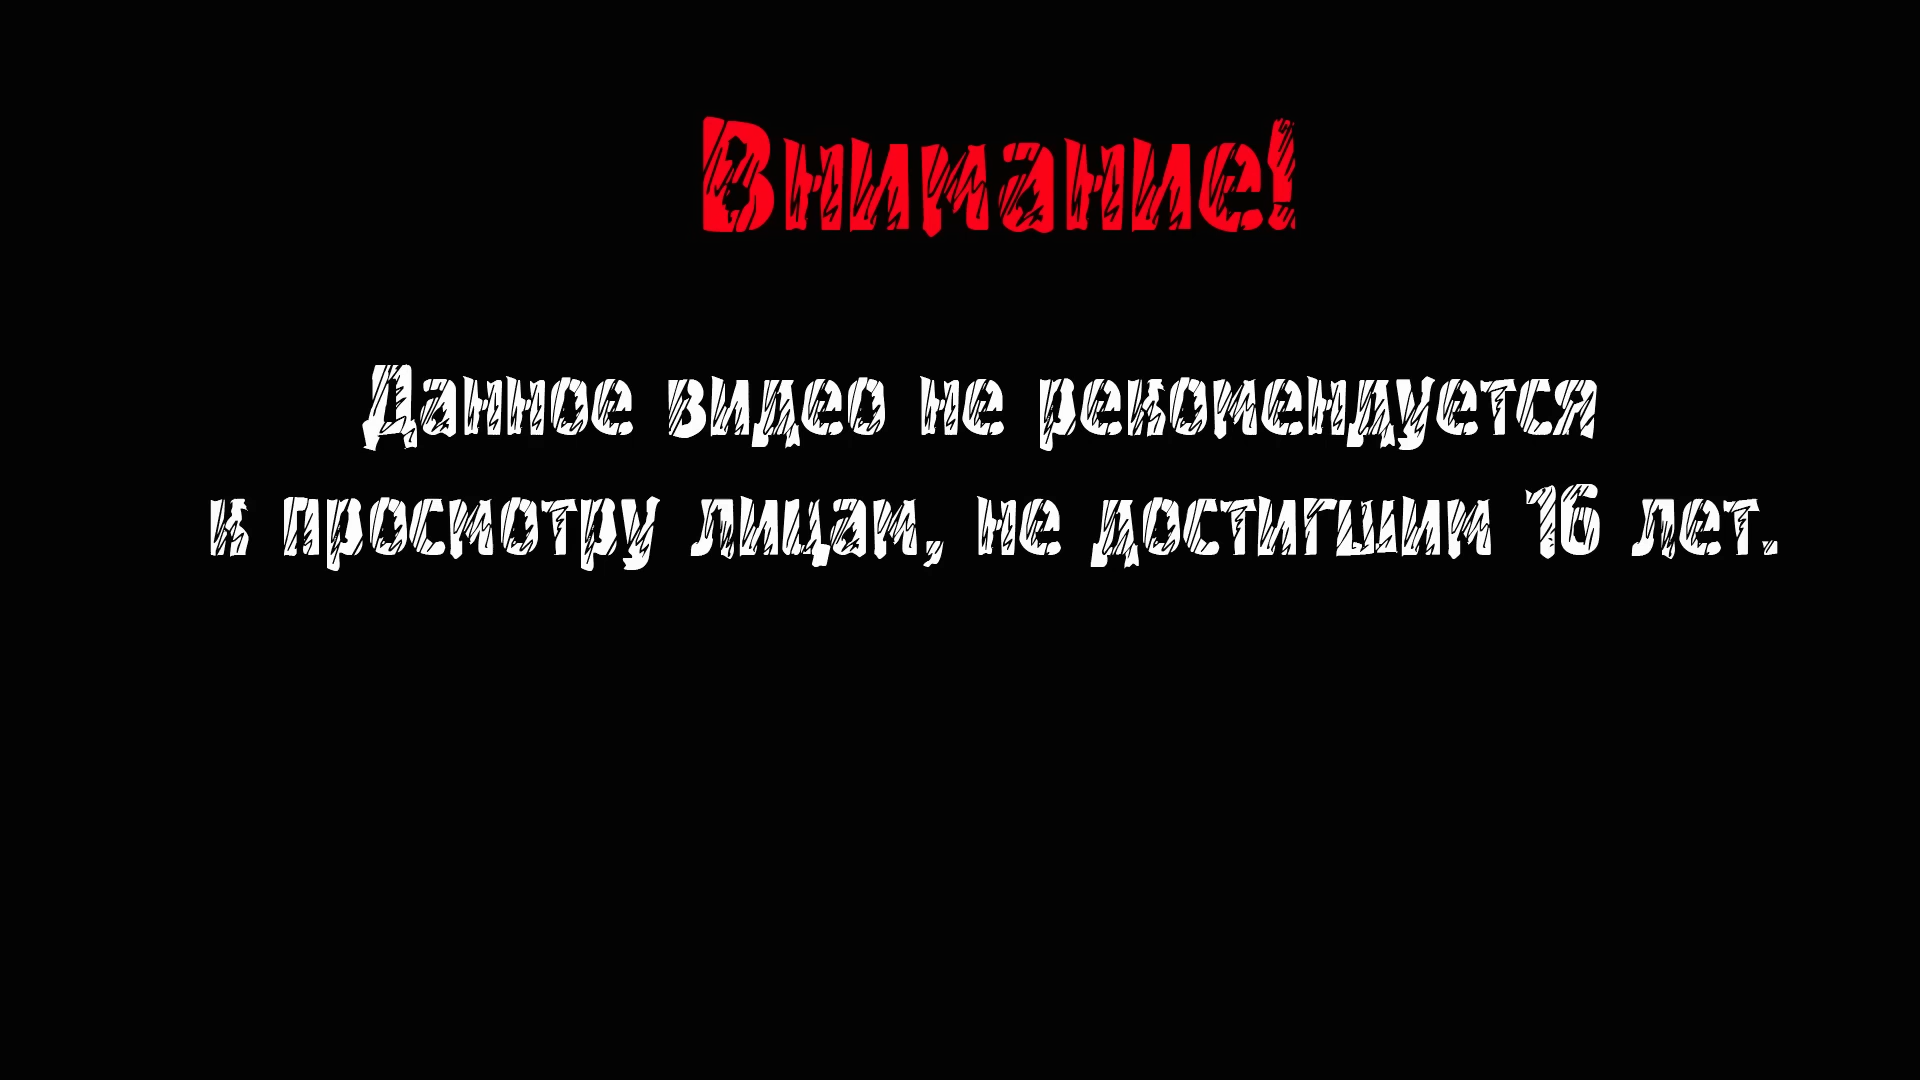 Внимание!
Данное видео не рекомендуется
к просмотру лицам, не достигшим 16 лет.